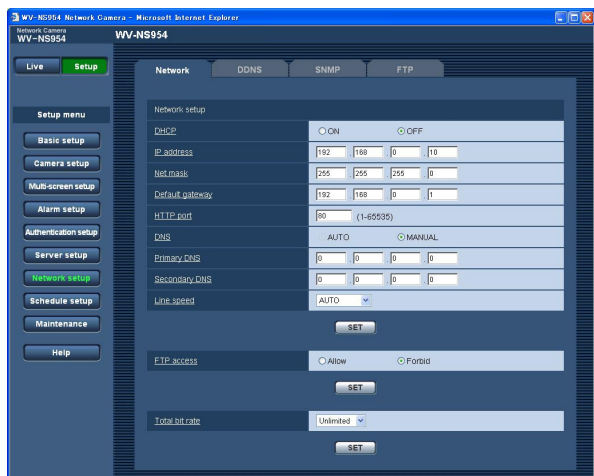 WV-NS954 Network Camera - Microsoft Internet Explorer
Network Camera
WV-NS954
WV-NS954
Live Setup
Network DDNS SNMP FTP
Setup menu
Basic setup
Camera setup
Multi-screen setup
Alarm setup
Authentication setup
Server setup
Network setup
Schedule setup
Maintenance
Help
Network setup
DHCP ON OFF
IP address 192 . 168 . 0 . 10
Net mask 255 . 255 . 255 . 0
Default gateway 192 . 168 . 0 . 1
HTTP port 80 (1-65535)
DNS AUTO MANUAL
Primary DNS 0 . 0 . 0 . 0
Secondary DNS 0 . 0 . 0 . 0
Line speed AUTO
SET
FTP access Allow Forbid
SET
Total bit rate Unlimited
SET